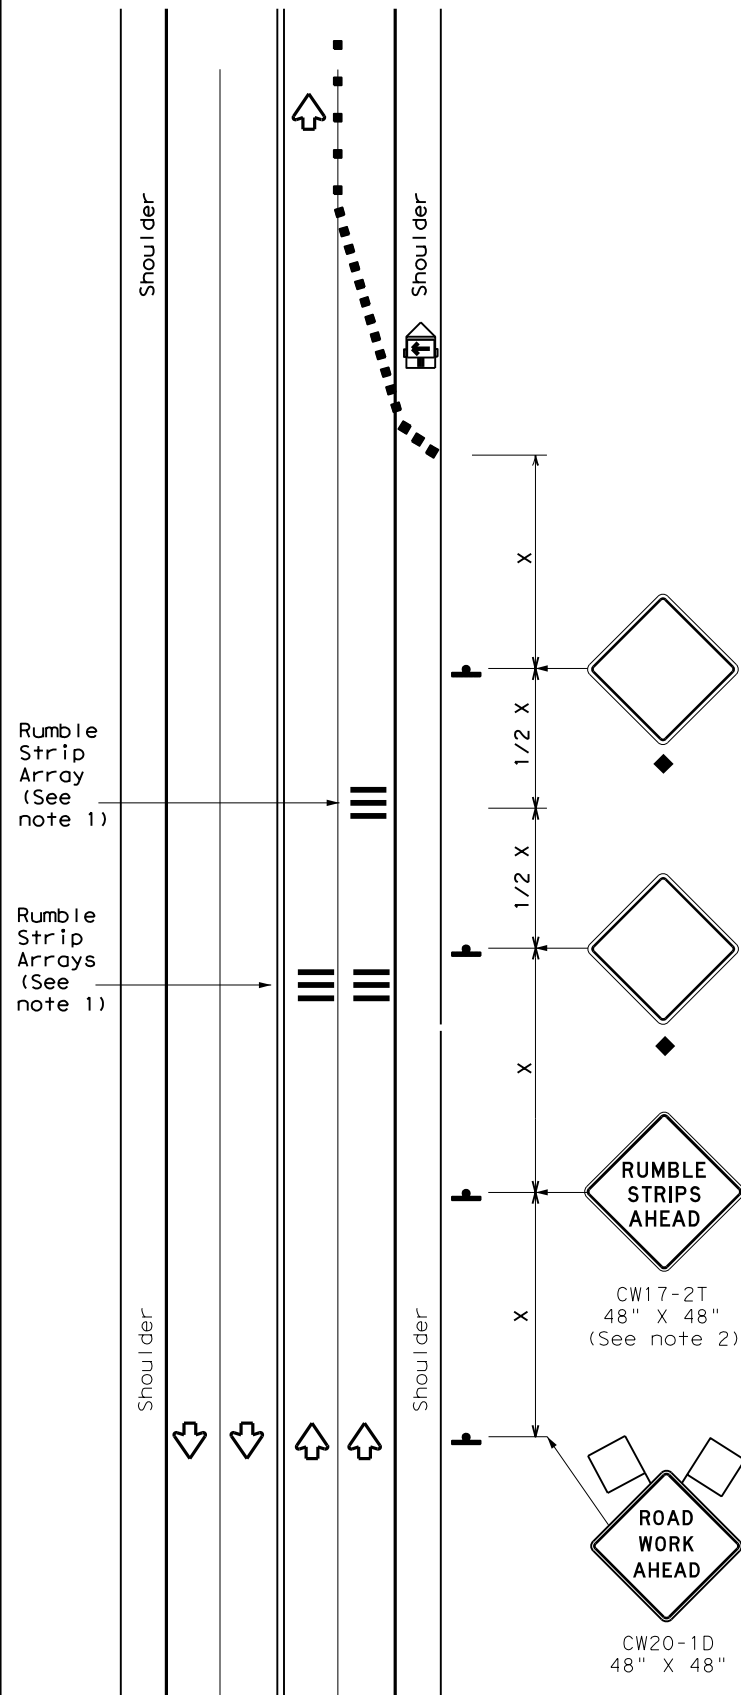 Shoulder
Shoulder
X
1/2 X
Rumble
Strip
Array
(See
note 1)
1/2 X
Rumble
Strip
Arrays
(See
note 1)
X
RUMBLE
STRIPS
AHEAD
CW17-2T
48" X 48"
(See note 2)
X
Shoulder
Shoulder
ROAD
WORK
AHEAD
CW20-1D
48" X 48"